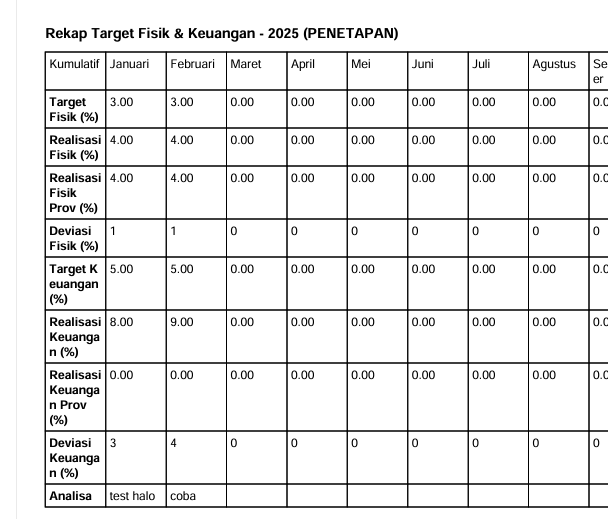 Rekap Target Fisik & Keuangan - 2025 (PENETAPAN)
Kumulatif Januari Februari Maret April Mei Juni Juli Agustus Se
er
Target
Fisik (%) 3.00 3.00 0.00 0.00 0.00 0.00 0.00 0.00 0.0
Realisasi
Fisik (%) 4.00 4.00 0.00 0.00 0.00 0.00 0.00 0.00 0.0
Realisasi
Fisik
Prov (%) 4.00 4.00 0.00 0.00 0.00 0.00 0.00 0.00 0.0
Deviasi
Fisik (%) 1 1 0 0 0 0 0 0 0
Target K
euangan
(%) 5.00 5.00 0.00 0.00 0.00 0.00 0.00 0.00 0.0
Realisasi
Keuanga
n (%) 8.00 9.00 0.00 0.00 0.00 0.00 0.00 0.00 0.0
Realisasi
Keuanga
n Prov
(%) 0.00 0.00 0.00 0.00 0.00 0.00 0.00 0.00 0.0
Deviasi
Keuanga
n (%) 3 4 0 0 0 0 0 0 0
Analisa test halo coba